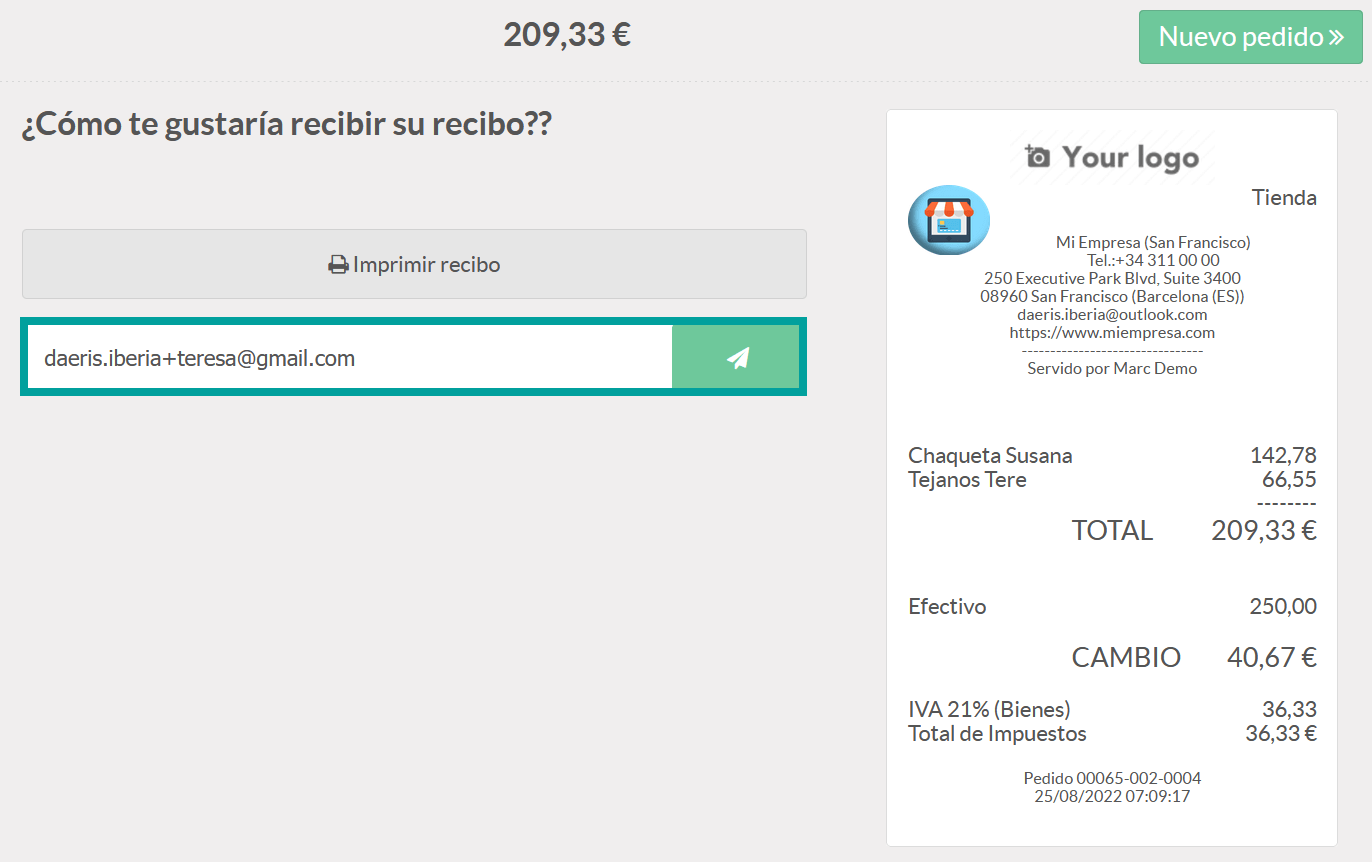 209,33 €
Nuevo pedido »
¿Cómo te gustaría recibir su recibo??
Imprimir recibo
daeris.iberia+teresa@gmail.com
Your logo
Tienda
Mi Empresa (San Francisco)
Tel.:+34 311 00 00
250 Executive Park Blvd, Suite 3400
08960 San Francisco (Barcelona (ES))
daeris.iberia@outlook.com
https://www.miempresa.com
--------------------------------
Servido por Marc Demo
Chaqueta Susana 142,78
Tejanos Tere 66,55
--------
TOTAL 209,33 €
Efectivo 250,00
CAMBIO 40,67 €
IVA 21% (Bienes) 36,33
Total de Impuestos 36,33 €
Pedido 00065-002-0004
25/08/2022 07:09:17